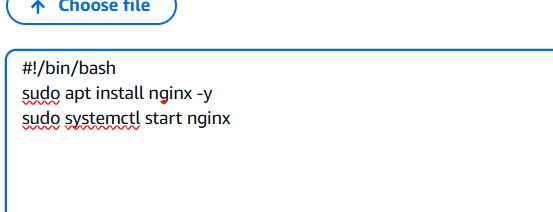 Choose file
#!/bin/bash
sudo apt install nginx -y
sudo systemctl start nginx